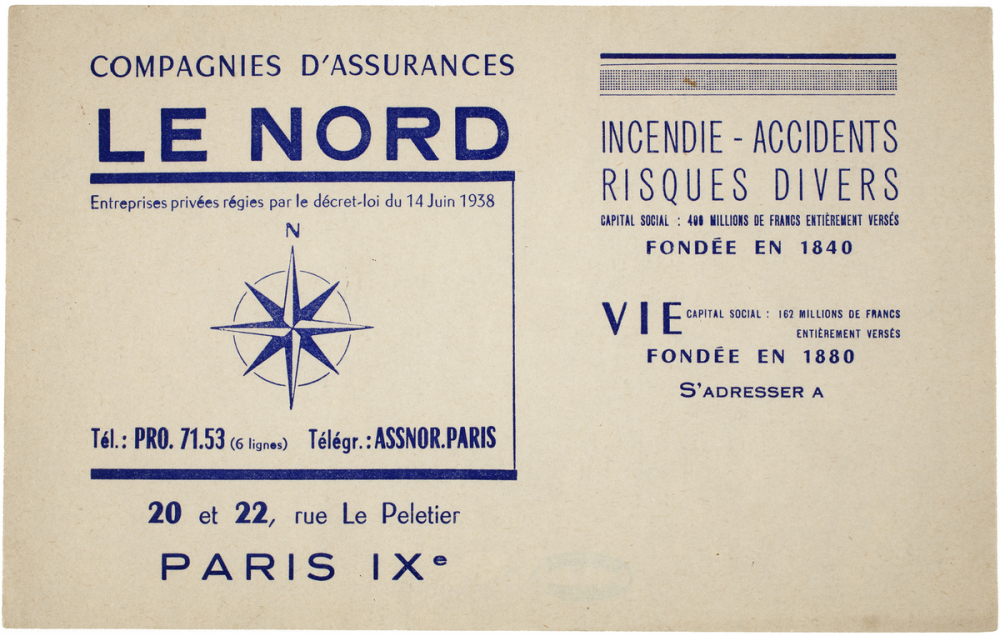 COMPAGNIES D'ASSURANCES
LE NORD
Entreprises privées régies par le décret-loi du 14 Juin 1938
N
Tél.: PRO. 71.53 (6 lignes) Télégr.: ASSNOR.PARIS
20 et 22, rue Le Peletier
PARIS IXe
INCENDIE - ACCIDENTS
RISQUES DIVERS
CAPITAL SOCIAL : 400 MILLIONS DE FRANCS ENTIÈREMENT VERSÉS
FONDÉE EN 1840
VIE CAPITAL SOCIAL : 162 MILLIONS DE FRANCS
ENTIÈREMENT VERSÉS
FONDÉE EN 1880
S'ADRESSER A